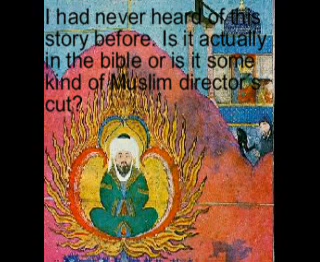 I had never heard of this
story before. Is it actually
in the bible or is it some
kind of Muslim director's
cut?